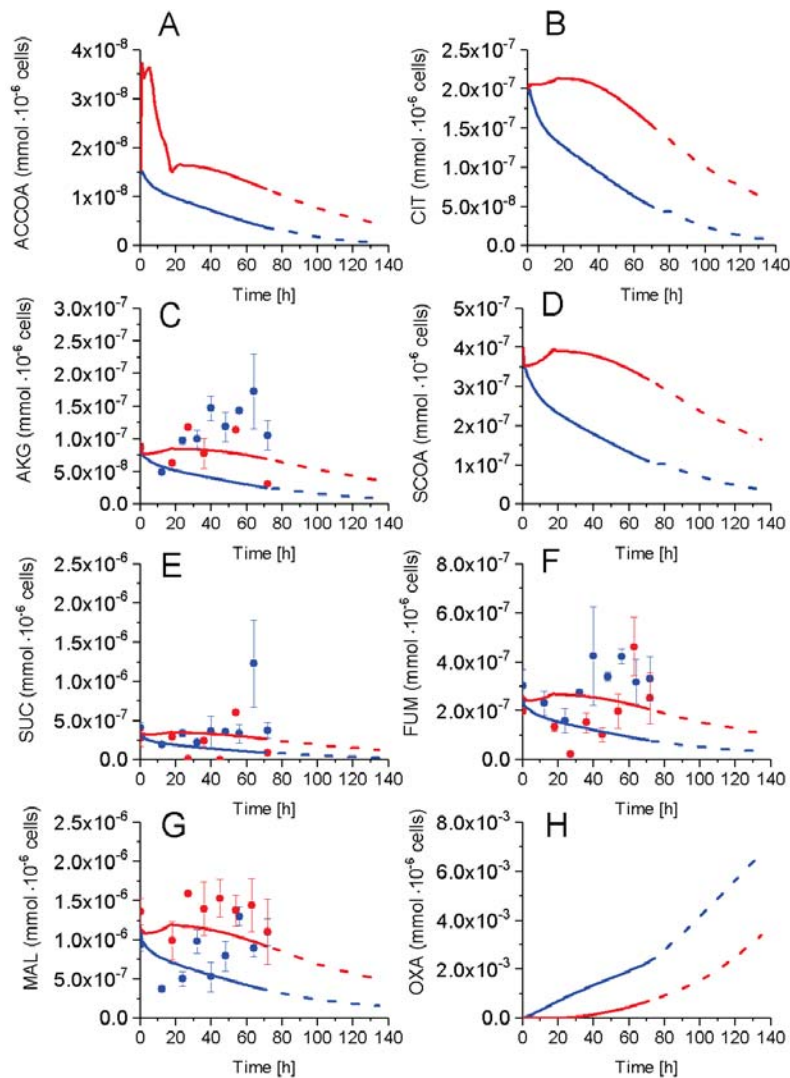 A
B
4x10⁻⁸
3x10⁻⁸
2x10⁻⁸
1x10⁻⁸
0
ACCOA (mmol ·10⁻⁶ cells)
0 20 40 60 80 100 120 140
Time [h]
2.5x10⁻⁷
2.0x10⁻⁷
1.5x10⁻⁷
1.0x10⁻⁷
5.0x10⁻⁸
0.0
CIT (mmol ·10⁻⁶ cells)
0 20 40 60 80 100 120 140
Time [h]
C
D
3.0x10⁻⁷
2.5x10⁻⁷
2.0x10⁻⁷
1.5x10⁻⁷
1.0x10⁻⁷
5.0x10⁻⁸
0.0
AKG (mmol ·10⁻⁶ cells)
0 20 40 60 80 100 120 140
Time [h]
5x10⁻⁷
4x10⁻⁷
3x10⁻⁷
2x10⁻⁷
1x10⁻⁷
0
SCOA (mmol ·10⁻⁶ cells)
0 20 40 60 80 100 120 140
Time [h]
E
F
2.5x10⁻⁶
2.0x10⁻⁶
1.5x10⁻⁶
1.0x10⁻⁶
5.0x10⁻⁷
0.0
SUC (mmol ·10⁻⁶ cells)
0 20 40 60 80 100 120 140
Time [h]
8.0x10⁻⁷
6.0x10⁻⁷
4.0x10⁻⁷
2.0x10⁻⁷
0.0
FUM (mmol ·10⁻⁶ cells)
0 20 40 60 80 100 120 140
Time [h]
G
H
2.5x10⁻⁶
2.0x10⁻⁶
1.5x10⁻⁶
1.0x10⁻⁶
5.0x10⁻⁷
0.0
MAL (mmol ·10⁻⁶ cells)
0 20 40 60 80 100 120 140
Time [h]
8.0x10⁻³
6.0x10⁻³
4.0x10⁻³
2.0x10⁻³
0.0
OXA (mmol ·10⁻⁶ cells)
0 20 40 60 80 100 120 140
Time [h]